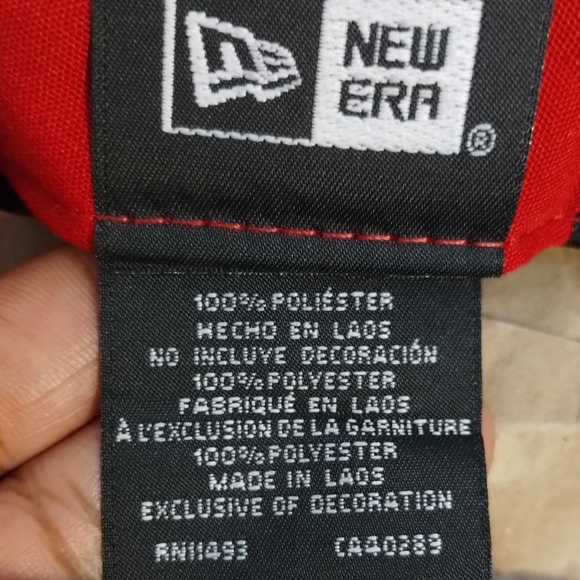 NEW
ERA
®
100% POLIÉSTER
HECHO EN LAOS
NO INCLUYE DECORACIÓN
100% POLYESTER
FABRIQUÉ EN LAOS
À L'EXCLUSION DE LA GARNITURE
100% POLYESTER
MADE IN LAOS
EXCLUSIVE OF DECORATION
RN11493 CA40289